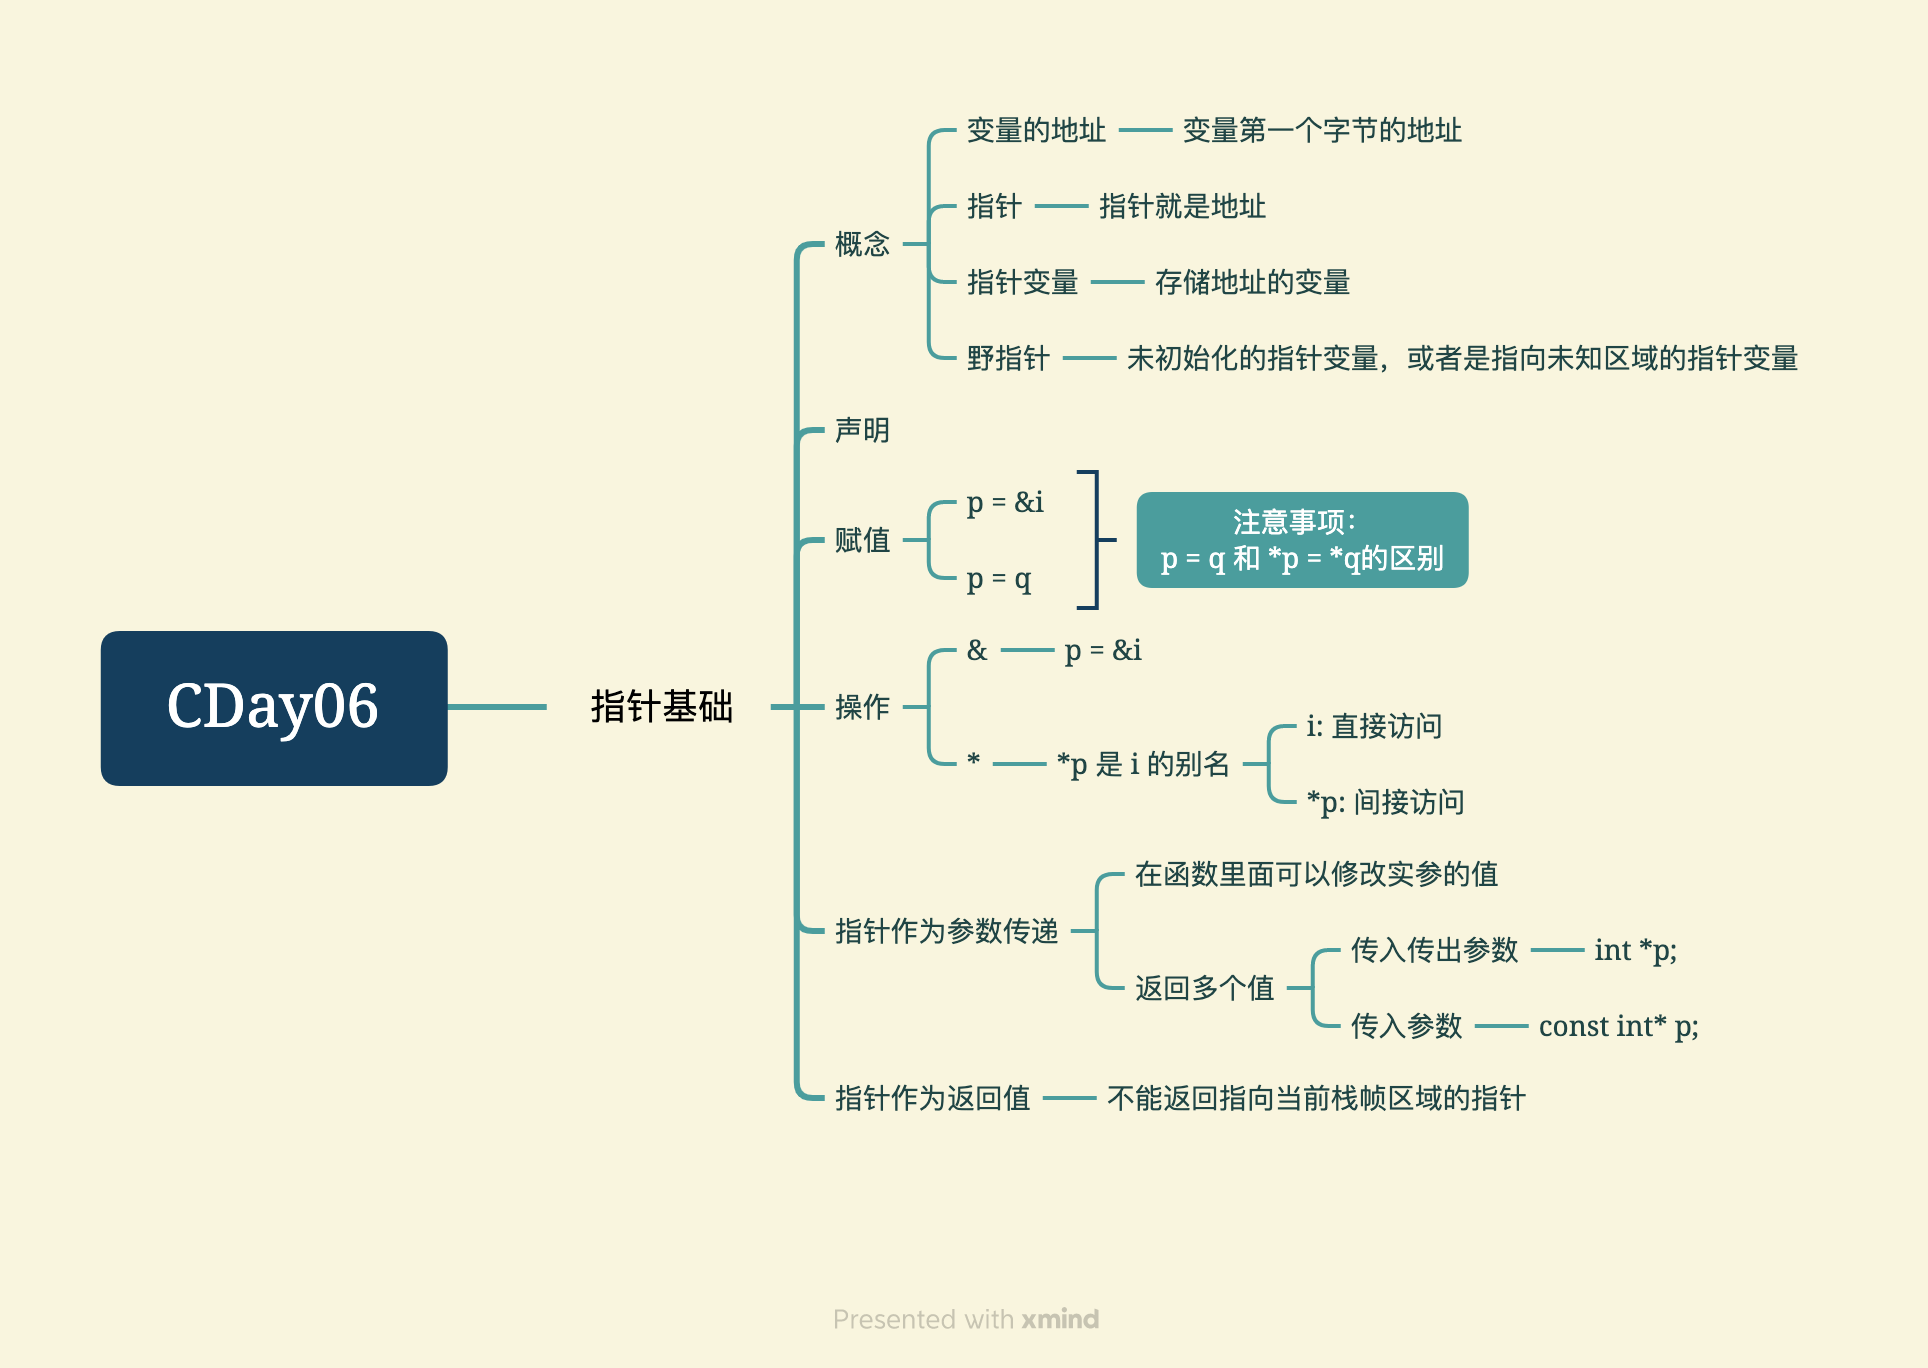 CDay06
指针基础
概念
变量的地址
变量第一个字节的地址
指针
指针就是地址
指针变量
存储地址的变量
野指针
未初始化的指针变量，或者是指向未知区域的指针变量
声明
赋值
p = &i
p = q
注意事项：
p = q 和 *p = *q的区别
操作
&
p = &i
*
*p 是 i 的别名
i: 直接访问
*p: 间接访问
指针作为参数传递
在函数里面可以修改实参的值
返回多个值
传入传出参数
int *p;
传入参数
const int* p;
指针作为返回值
不能返回指向当前栈帧区域的指针
Presented with xmind